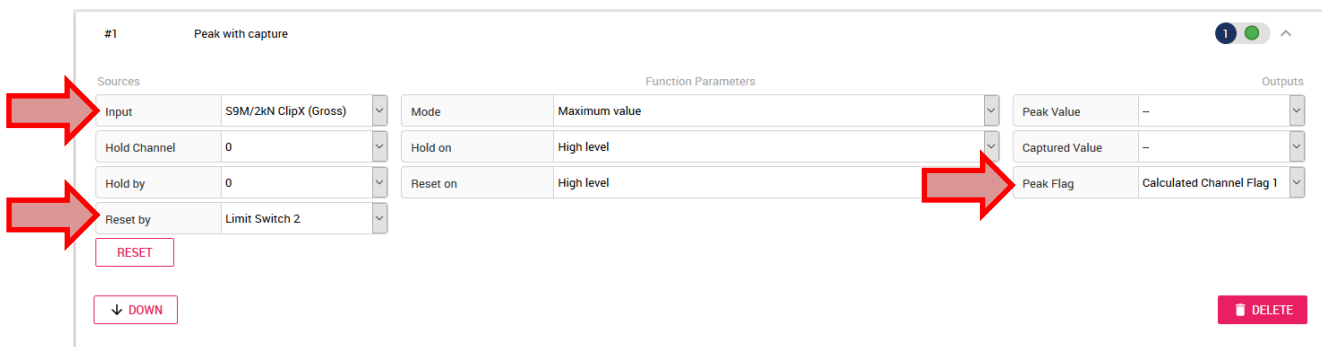 #1 Peak with capture 1
Sources Function Parameters Outputs
Input S9M/2kN ClipX (Gross) Mode Maximum value Peak Value --
Hold Channel 0 Hold on High level Captured Value --
Hold by 0 Reset on High level Peak Flag Calculated Channel Flag 1
Reset by Limit Switch 2
RESET
DOWN DELETE